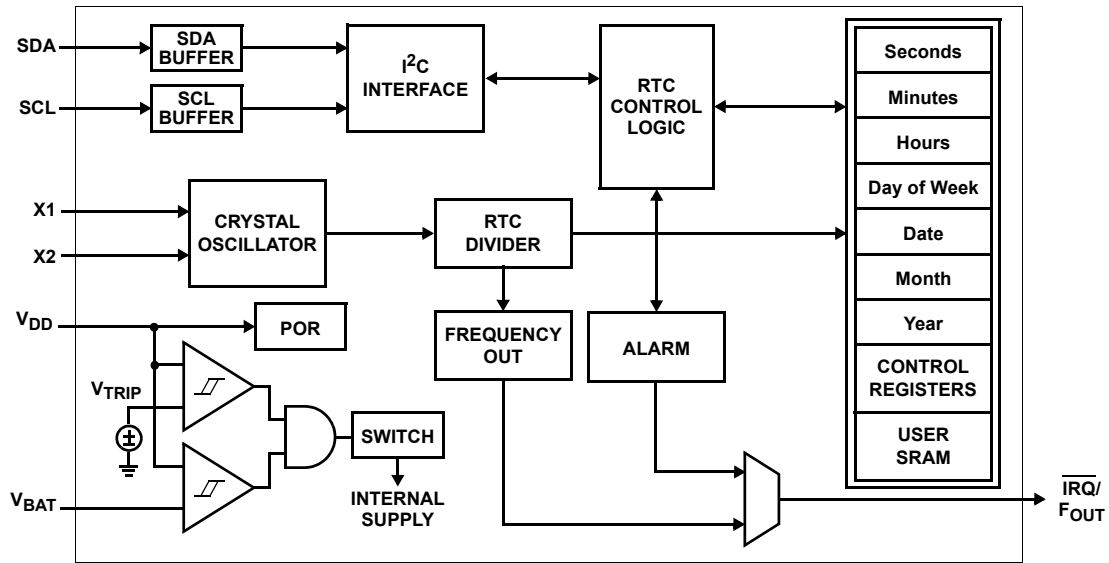 SDA
SDA
BUFFER
SCL
SCL
BUFFER
I²C
INTERFACE
RTC
CONTROL
LOGIC
X1
X2
CRYSTAL
OSCILLATOR
RTC
DIVIDER
VDD
POR
FREQUENCY
OUT
ALARM
VTRIP
±
SWITCH
INTERNAL
SUPPLY
VBAT
Seconds
Minutes
Hours
Day of Week
Date
Month
Year
CONTROL
REGISTERS
USER
SRAM
IRQ/
FOUT